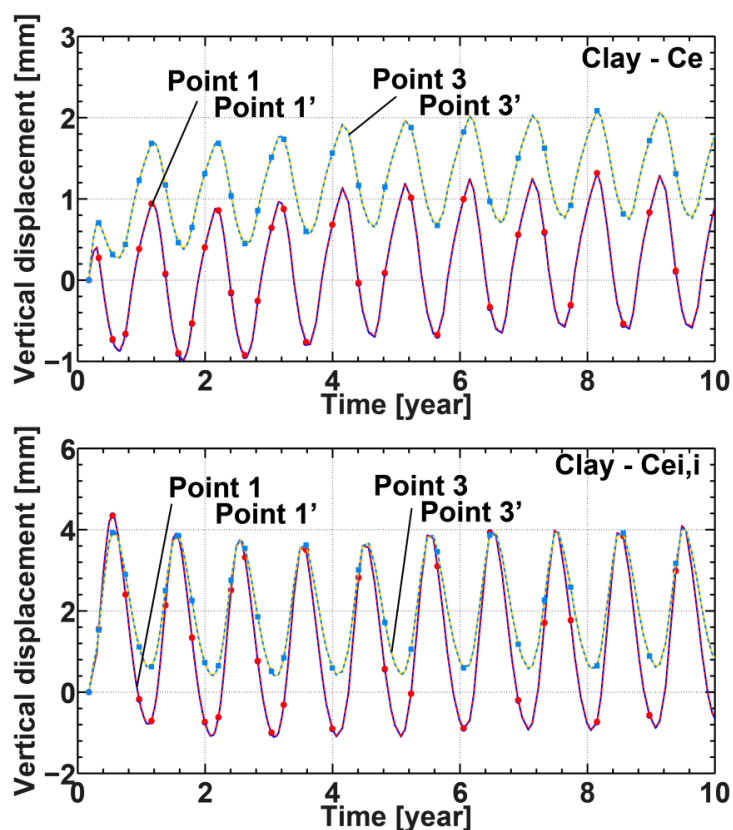 Clay - Ce
Point 1
Point 1’
Point 3
Point 3’
Vertical displacement [mm]
3
2
1
0
−1
0
2
4
6
8
10
Time [year]
Clay - Cei,i
Point 1
Point 1’
Point 3
Point 3’
Vertical displacement [mm]
6
4
2
0
−2
0
2
4
6
8
10
Time [year]